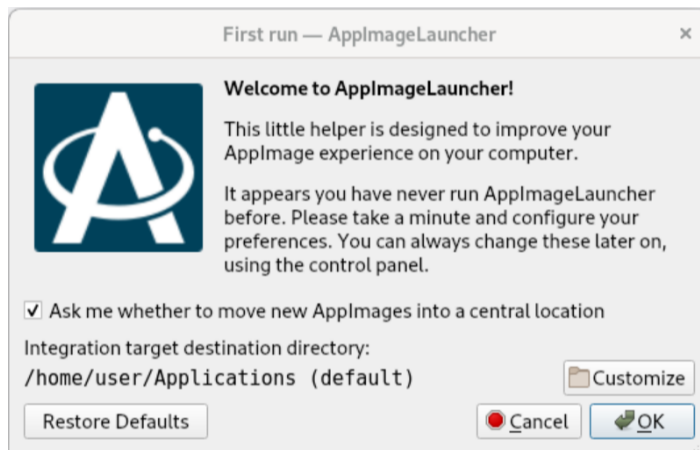 First run — AppImageLauncher
Welcome to AppImageLauncher!
This little helper is designed to improve your
AppImage experience on your computer.
It appears you have never run AppImageLauncher
before. Please take a minute and configure your
preferences. You can always change these later on,
using the control panel.
Ask me whether to move new AppImages into a central location
Integration target destination directory:
/home/user/Applications (default)
Customize
Restore Defaults
Cancel
OK